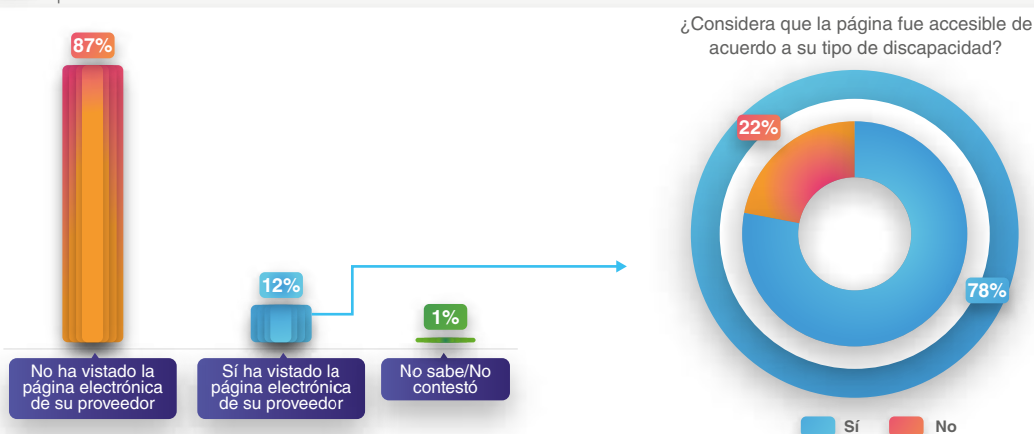 87%
12%
1%
No ha vistado la
página electrónica
de su proveedor
Sí ha vistado la
página electrónica
de su proveedor
No sabe/No
contestó
¿Considera que la página fue accesible de
acuerdo a su tipo de discapacidad?
22%
78%
Sí
No